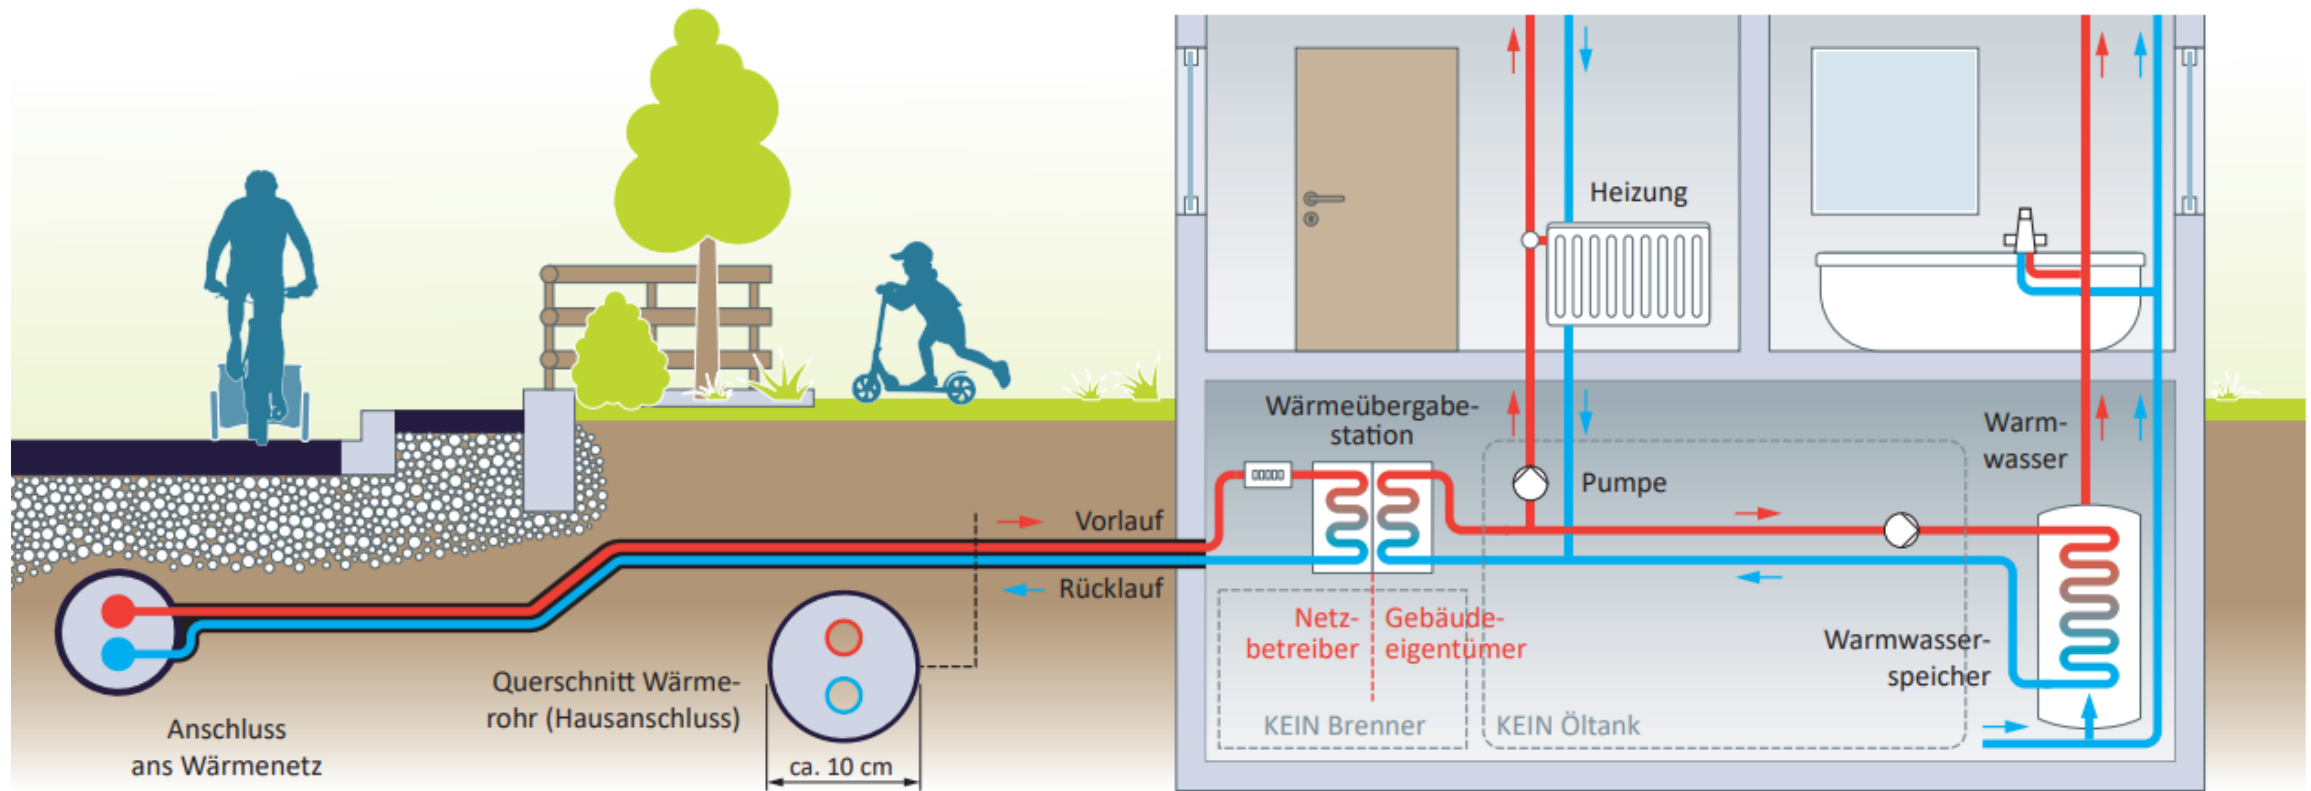 Heizung
Wärmeübergabe-
station
Warm-
wasser
Pumpe
Vorlauf
Rücklauf
Netz-
betreiber
Gebäude-
eigentümer
Warmwasser-
speicher
Querschnitt Wärme-
rohr (Hausanschluss)
KEIN Brenner
KEIN Öltank
Anschluss
ans Wärmenetz
ca. 10 cm